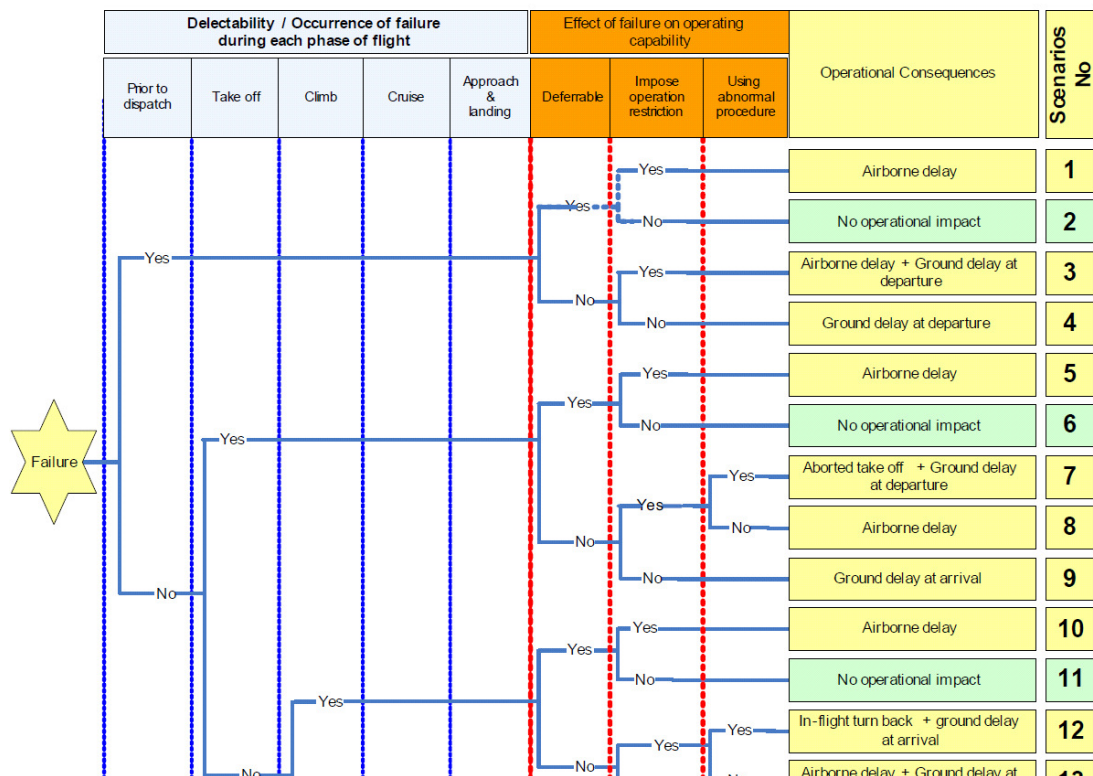 Delectability / Occurrence of failure
during each phase of flight
Effect of failure on operating
capability
Operational Consequences
Scenarios
No
Prior to
dispatch
Take off
Climb
Cruise
Approach
&
landing
Deferrable
Impose
operation
restriction
Using
abnormal
procedure
Yes
Airborne delay
1
Yes
No
No operational impact
2
Yes
Yes
Airborne delay + Ground delay at
departure
3
No
No
Ground delay at departure
4
Yes
Airborne delay
5
Yes
No
No operational impact
6
Yes
Failure
Yes
Aborted take off + Ground delay
at departure
7
Yes
No
Airborne delay
8
No
No
Ground delay at arrival
9
No
Yes
Airborne delay
10
Yes
No
No operational impact
11
Yes
Yes
In-flight turn back + ground delay
at arrival
12
Yes
No
No
No
Airborne delay + Ground delay at
13